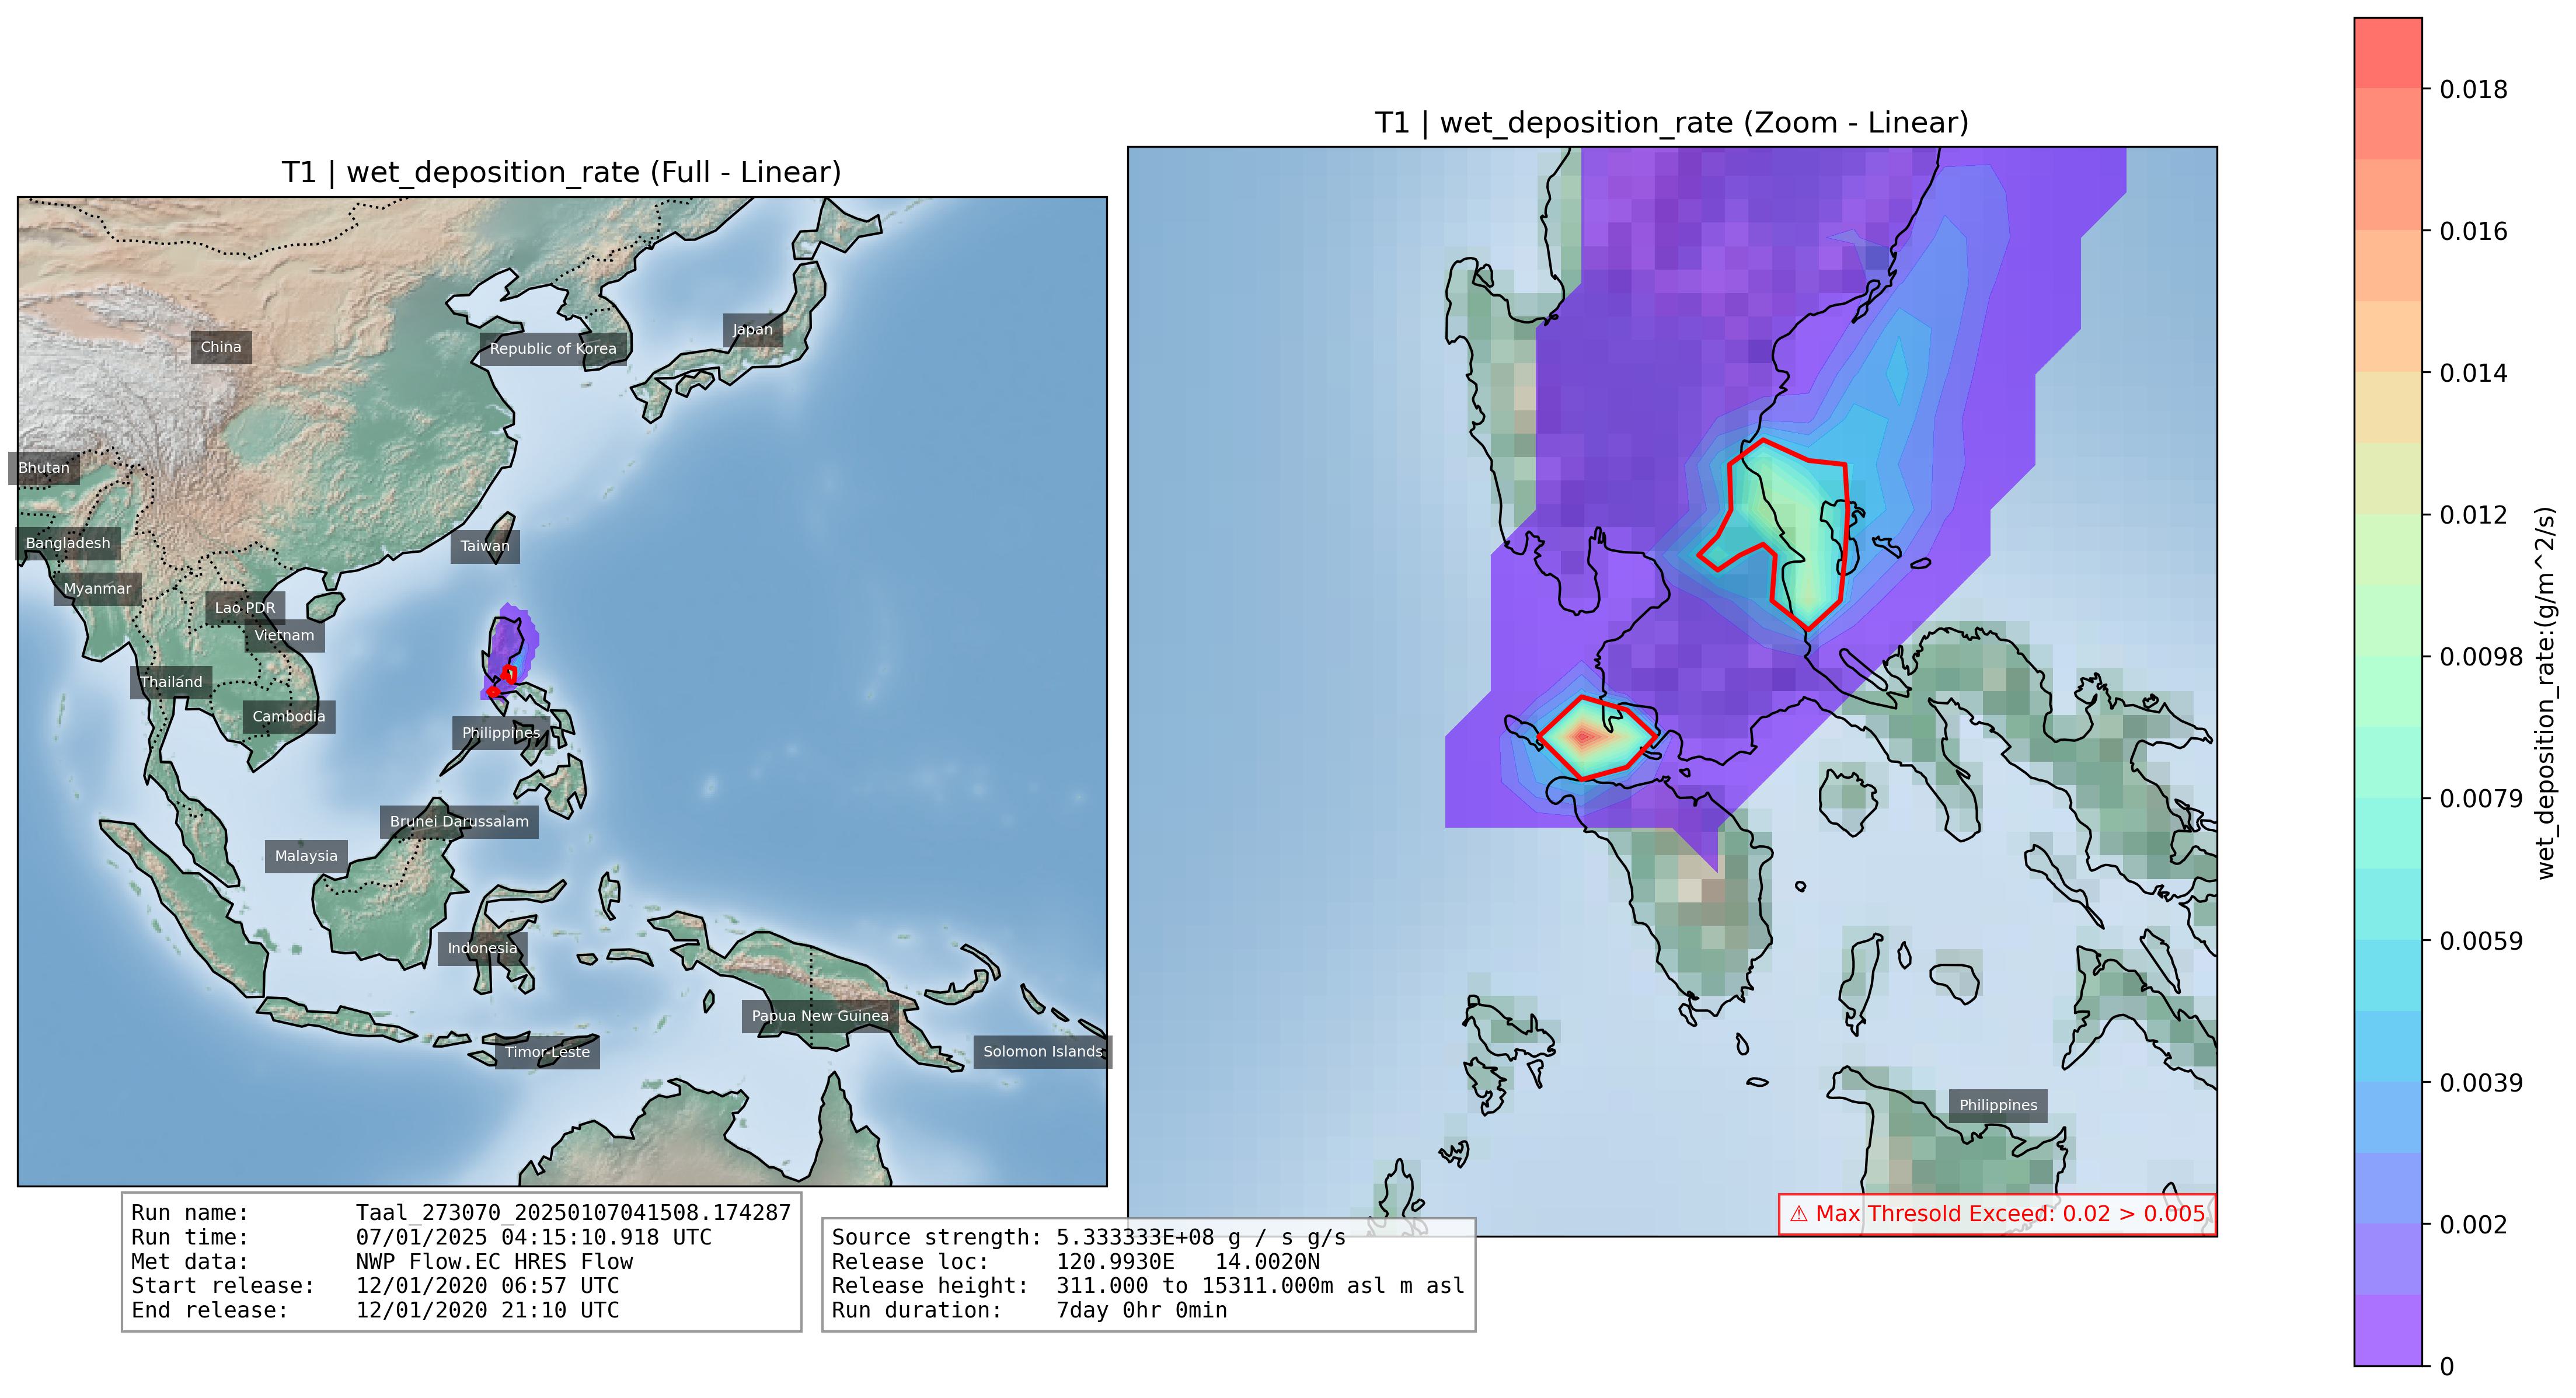 T1 | wet_deposition_rate (Full - Linear)
China
Republic of Korea
Japan
Bhutan
Bangladesh
Taiwan
Myanmar
Lao PDR
Vietnam
Thailand
Cambodia
Philippines
Brunei Darussalam
Malaysia
Indonesia
Papua New Guinea
Timor-Leste
Solomon Islands
T1 | wet_deposition_rate (Zoom - Linear)
Philippines
⚠ Max Thresold Exceed: 0.02 > 0.005
0.018
0.016
0.014
0.012
0.0098
0.0079
0.0059
0.0039
0.002
0
wet_deposition_rate:(g/m^2/s)
Run name: Taal_273070_20250107041508.174287
Run time: 07/01/2025 04:15:10.918 UTC
Met data: NWP Flow.EC HRES Flow
Start release: 12/01/2020 06:57 UTC
End release: 12/01/2020 21:10 UTC
Source strength: 5.333333E+08 g / s g/s
Release loc: 120.9930E 14.0020N
Release height: 311.000 to 15311.000m asl m asl
Run duration: 7day 0hr 0min